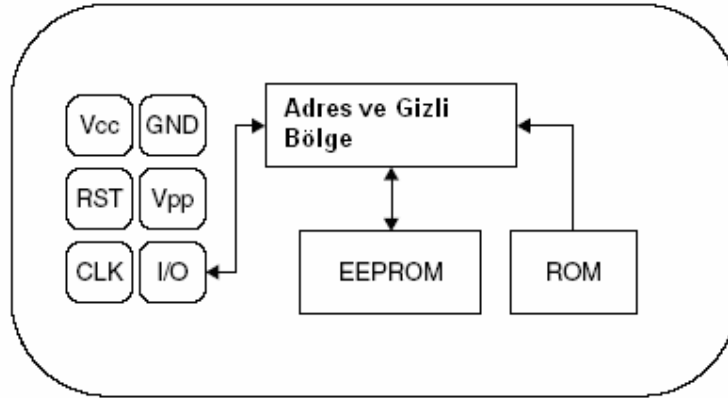 Vcc GND
Adres ve Gizli
Bölge
RST Vpp
CLK I/O
EEPROM
ROM